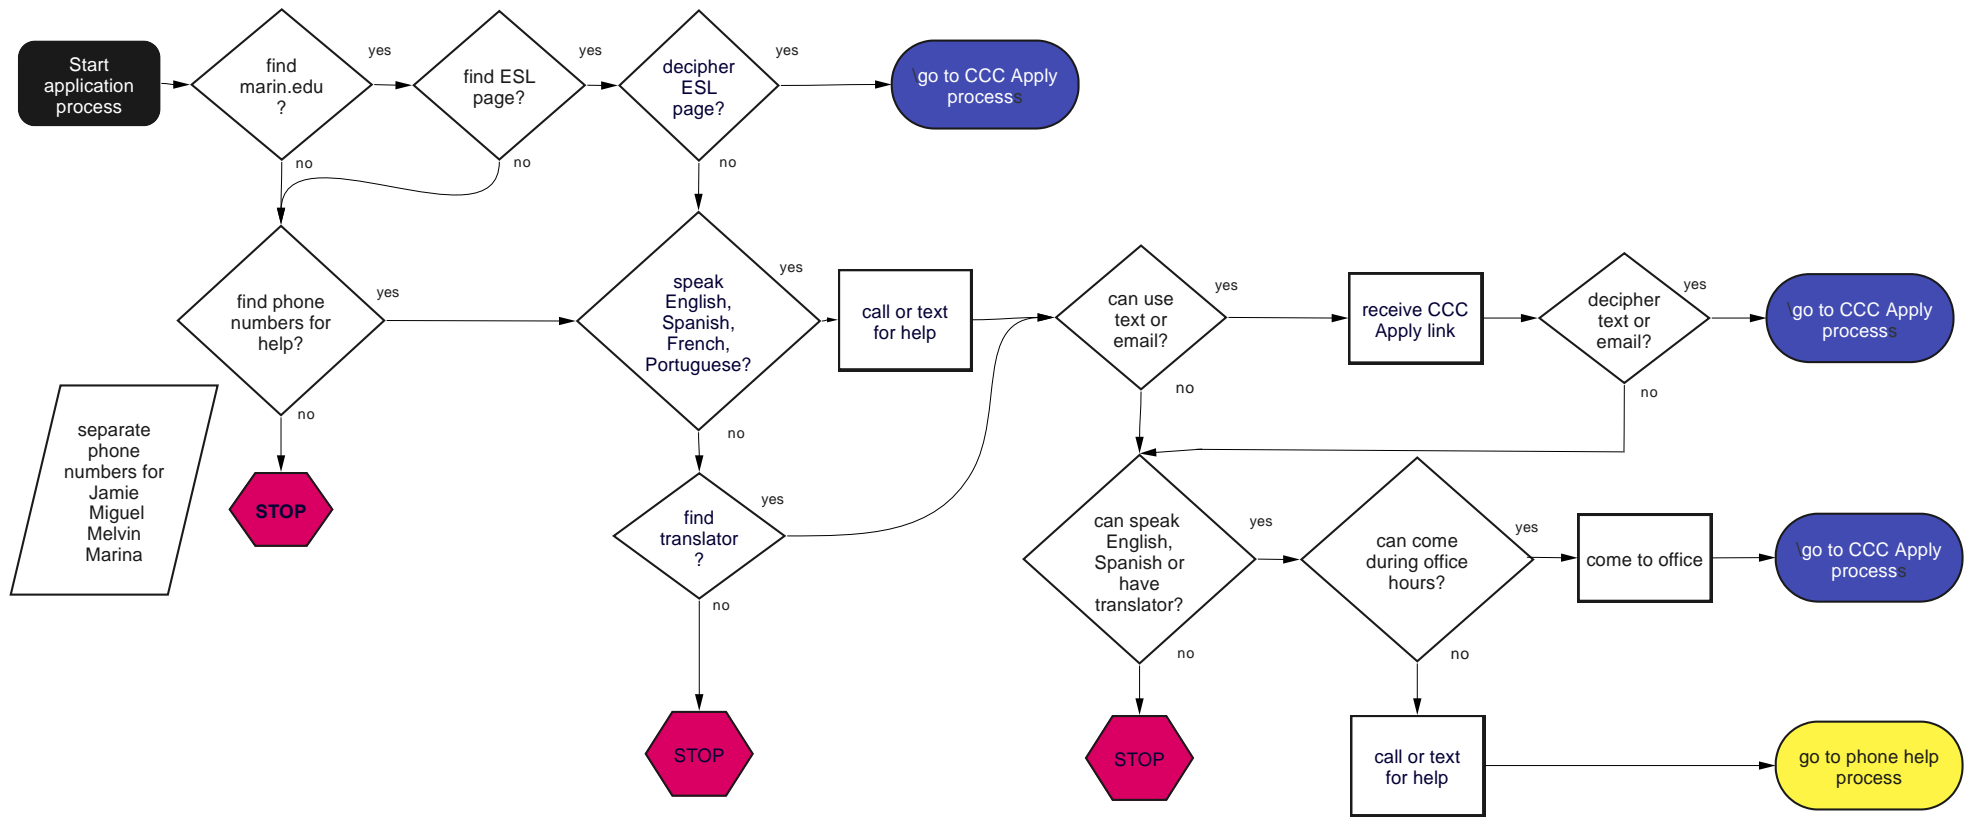 Start
application
process
find
marin.edu
?
yes
no
find ESL
page?
yes
no
decipher
ESL
page?
yes
no
\go to CCC Apply
processs
find phone
numbers for
help?
yes
no
separate
phone
numbers for
Jamie
Miguel
Melvin
Marina
STOP
speak
English,
Spanish,
French,
Portuguese?
yes
no
call or text
for help
find
translator
?
yes
no
STOP
can use
text or
email?
yes
no
receive CCC
Apply link
decipher
text or
email?
yes
no
\go to CCC Apply
processs
can speak
English,
Spanish or
have
translator?
yes
no
STOP
can come
during office
hours?
yes
no
come to office
\go to CCC Apply
processs
call or text
for help
go to phone help
process